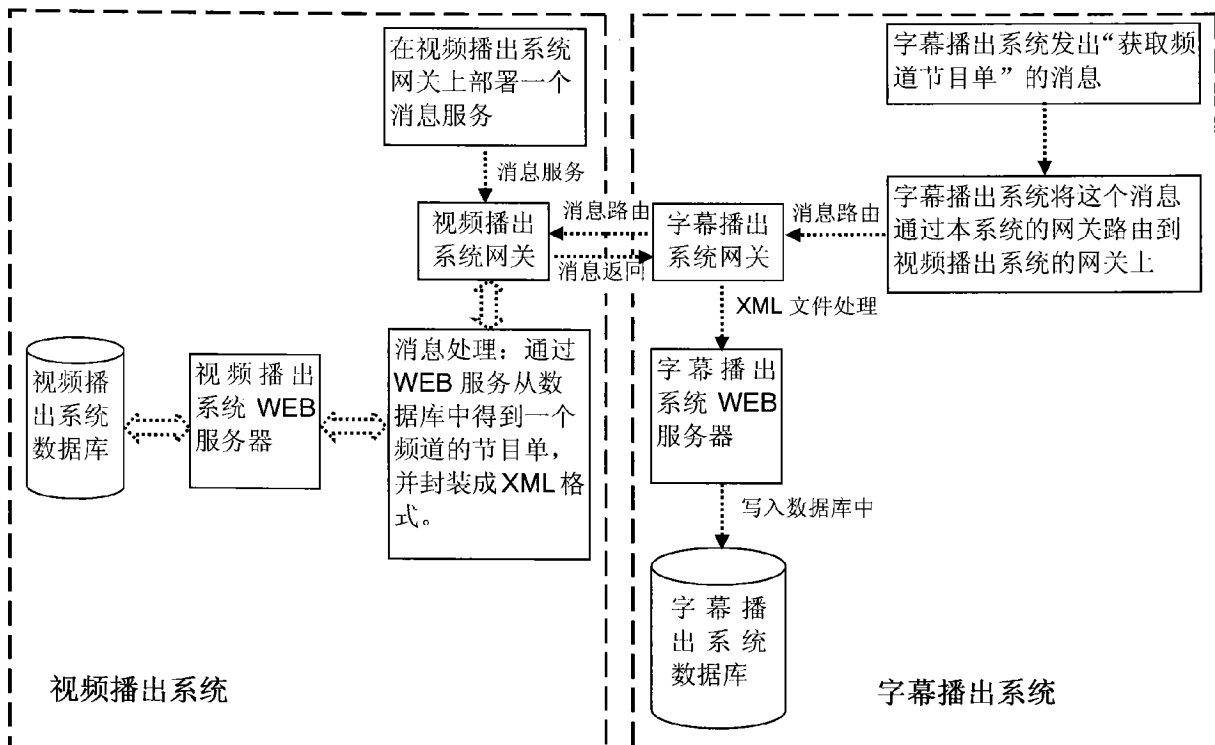 在视频播出系统
网关上部署一个
消息服务
消息服务
视频播出
系统网关
消息路由
消息返回
消息处理：通过
WEB 服务从数
据库中得到一个
频道的节目单，
并封装成 XML 格
式。
视频播出
系统 WEB
服务器
视频播
出系统
数据库
视频播出系统
字幕播出系统发出“获取频
道节目单”的消息
字幕播出系统将这个消息
通过本系统的网关路由到
视频播出系统的网关上
消息路由
字幕播出
系统网关
XML 文件处理
字幕播出
系统 WEB
服务器
写入数据库中
字幕播
出系统
数据库
字幕播出系统